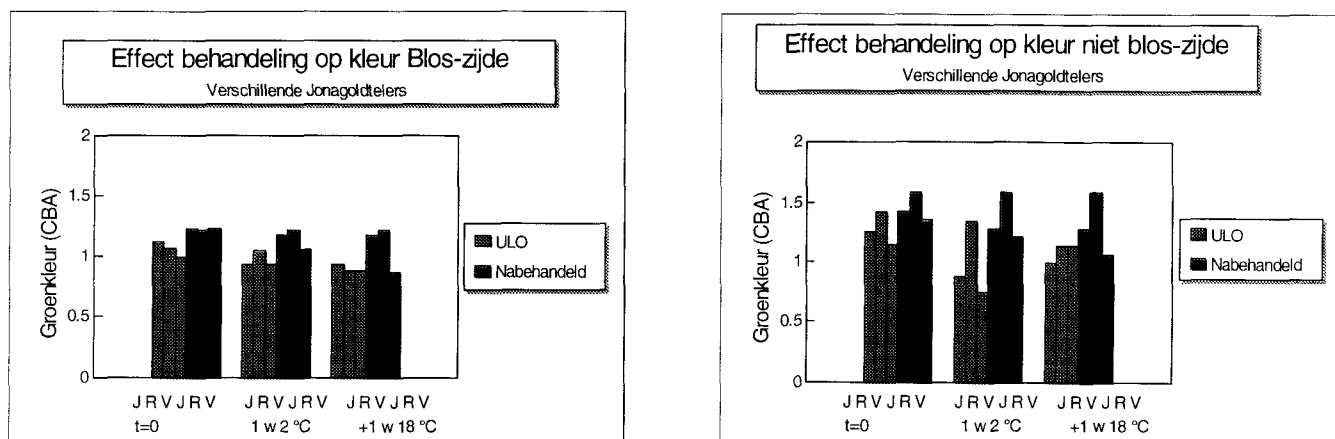 Effect behandeling op kleur Blos-zijde
Verschillende Jonagoldtelers
2
1.5
1
0.5
0
Groenkleur (CBA)
J R V J R V
J R V J R V
J R V J R V
t=0
1 w 2 °C
+1 w 18 °C
ULO
Nabehandeld
Effect behandeling op kleur niet blos-zijde
Verschillende Jonagoldtelers
2
1.5
1
0.5
0
Groenkleur (CBA)
J R V J R V
J R V J R V
J R V J R V
t=0
1 w 2 °C
+1 w 18 °C
ULO
Nabehandeld